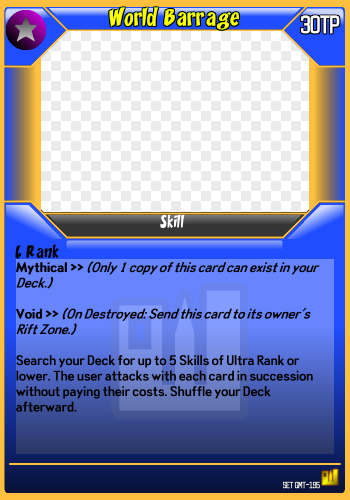 World Barrage
30TP
Skill
L Rank
Mythical >> (Only 1 copy of this card can exist in your
Deck.)
Void >> (On Destroyed: Send this card to its owner's
Rift Zone.)
Search your Deck for up to 5 Skills of Ultra Rank or
lower. The user attacks with each card in succession
without paying their costs. Shuffle your Deck
afterward.
SET GMT-195